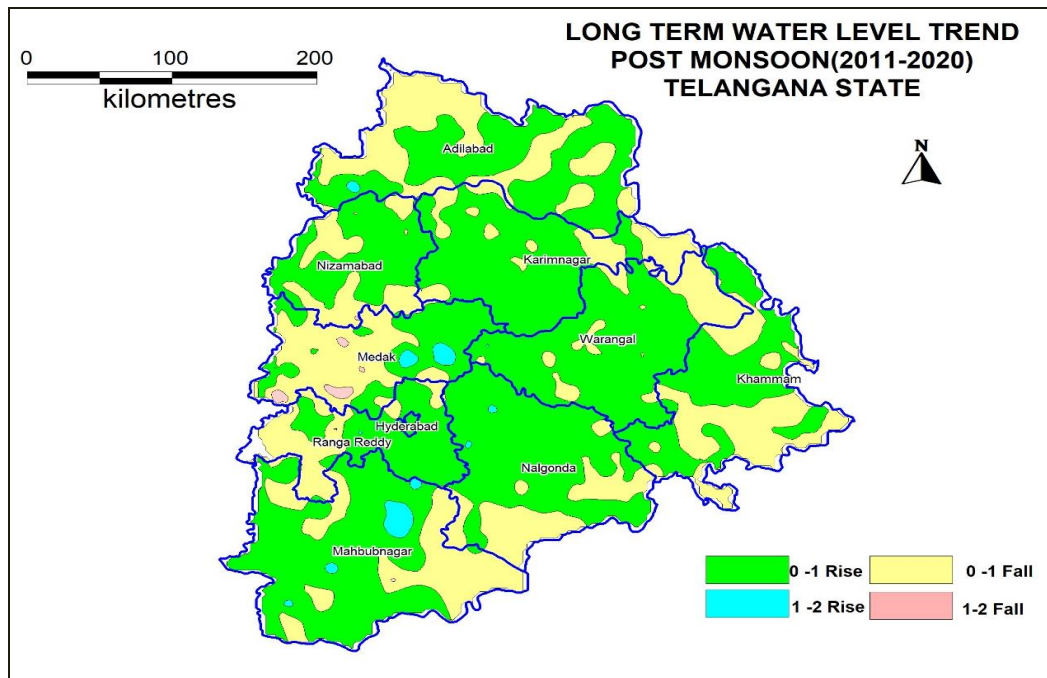 LONG TERM WATER LEVEL TREND
POST MONSOON(2011-2020)
TELANGANA STATE
0 100 200
kilometres
N
Adilabad
Nizamabad
Karimnagar
Medak
Warangal
Khammam
Hyderabad
Ranga Reddy
Nalgonda
Mahbubnagar
0 -1 Rise 0 -1 Fall
1 -2 Rise 1-2 Fall